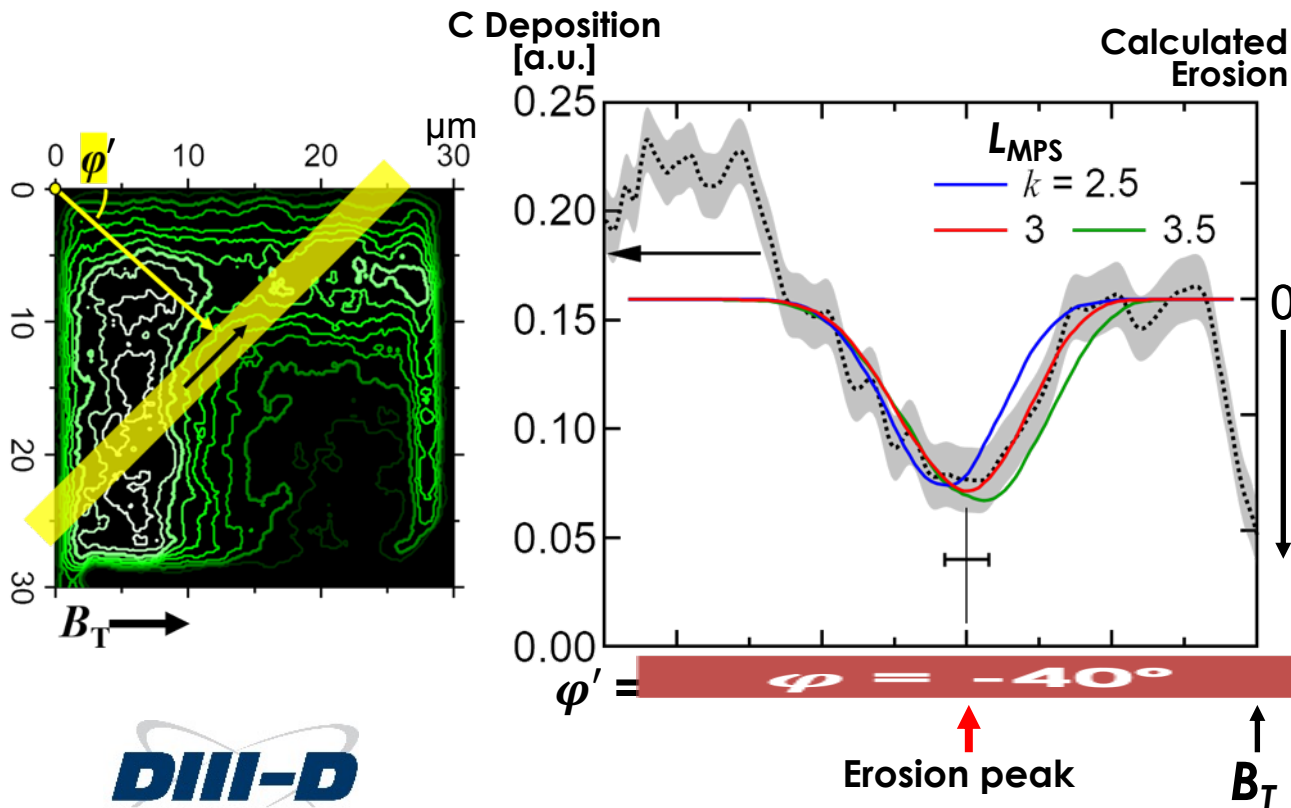 C Deposition
[a.u.]
Calculated
Erosion
0.25
0.20
0.15
0.10
0.05
0.00
L_MPS
k = 2.5
3
3.5
0
φ' =
φ = -40°
Erosion peak
B_T
μm
0 10 20 30
φ'
0
10
20
30
B_T
DIII-D